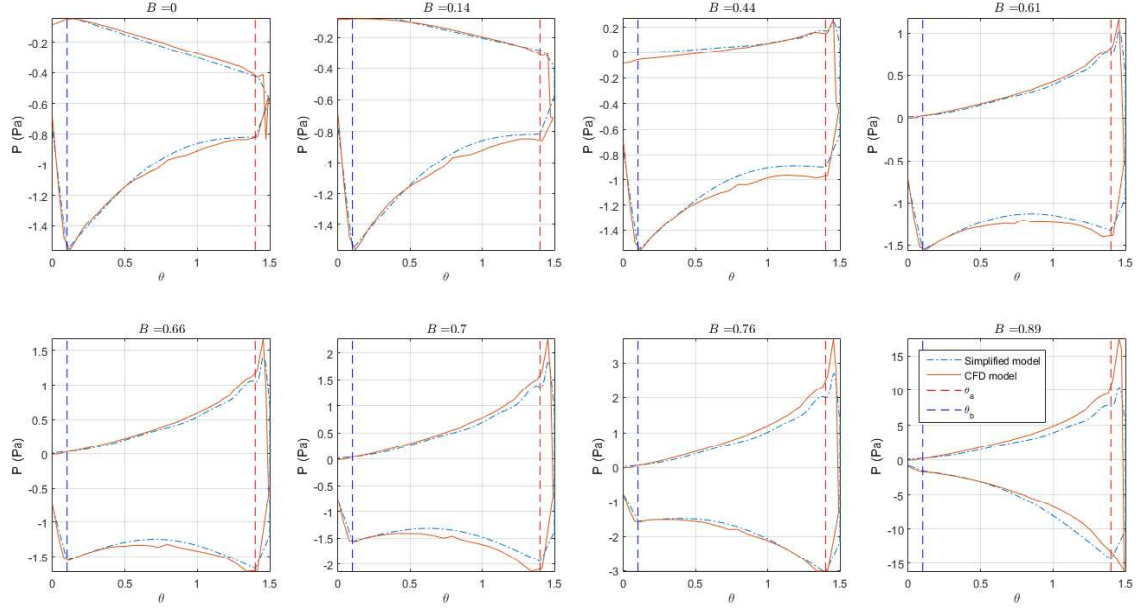 B =0
P (Pa)
-0.2
-0.4
-0.6
-0.8
-1
-1.2
-1.4
0 0.5 1 1.5
θ
B =0.14
P (Pa)
-0.2
-0.4
-0.6
-0.8
-1
-1.2
-1.4
0 0.5 1 1.5
θ
B =0.44
P (Pa)
0.2
0
-0.2
-0.4
-0.6
-0.8
-1
-1.2
-1.4
0 0.5 1 1.5
θ
B =0.61
P (Pa)
1
0.5
0
-0.5
-1
-1.5
0 0.5 1 1.5
θ
B =0.66
P (Pa)
1.5
1
0.5
0
-0.5
-1
-1.5
0 0.5 1 1.5
θ
B =0.7
P (Pa)
2
1.5
1
0.5
0
-0.5
-1
-1.5
-2
0 0.5 1 1.5
θ
B =0.76
P (Pa)
3
2
1
0
-1
-2
-3
0 0.5 1 1.5
θ
B =0.89
P (Pa)
15
10
5
0
-5
-10
-15
0 0.5 1 1.5
θ
Simplified model
CFD model
θa
θb